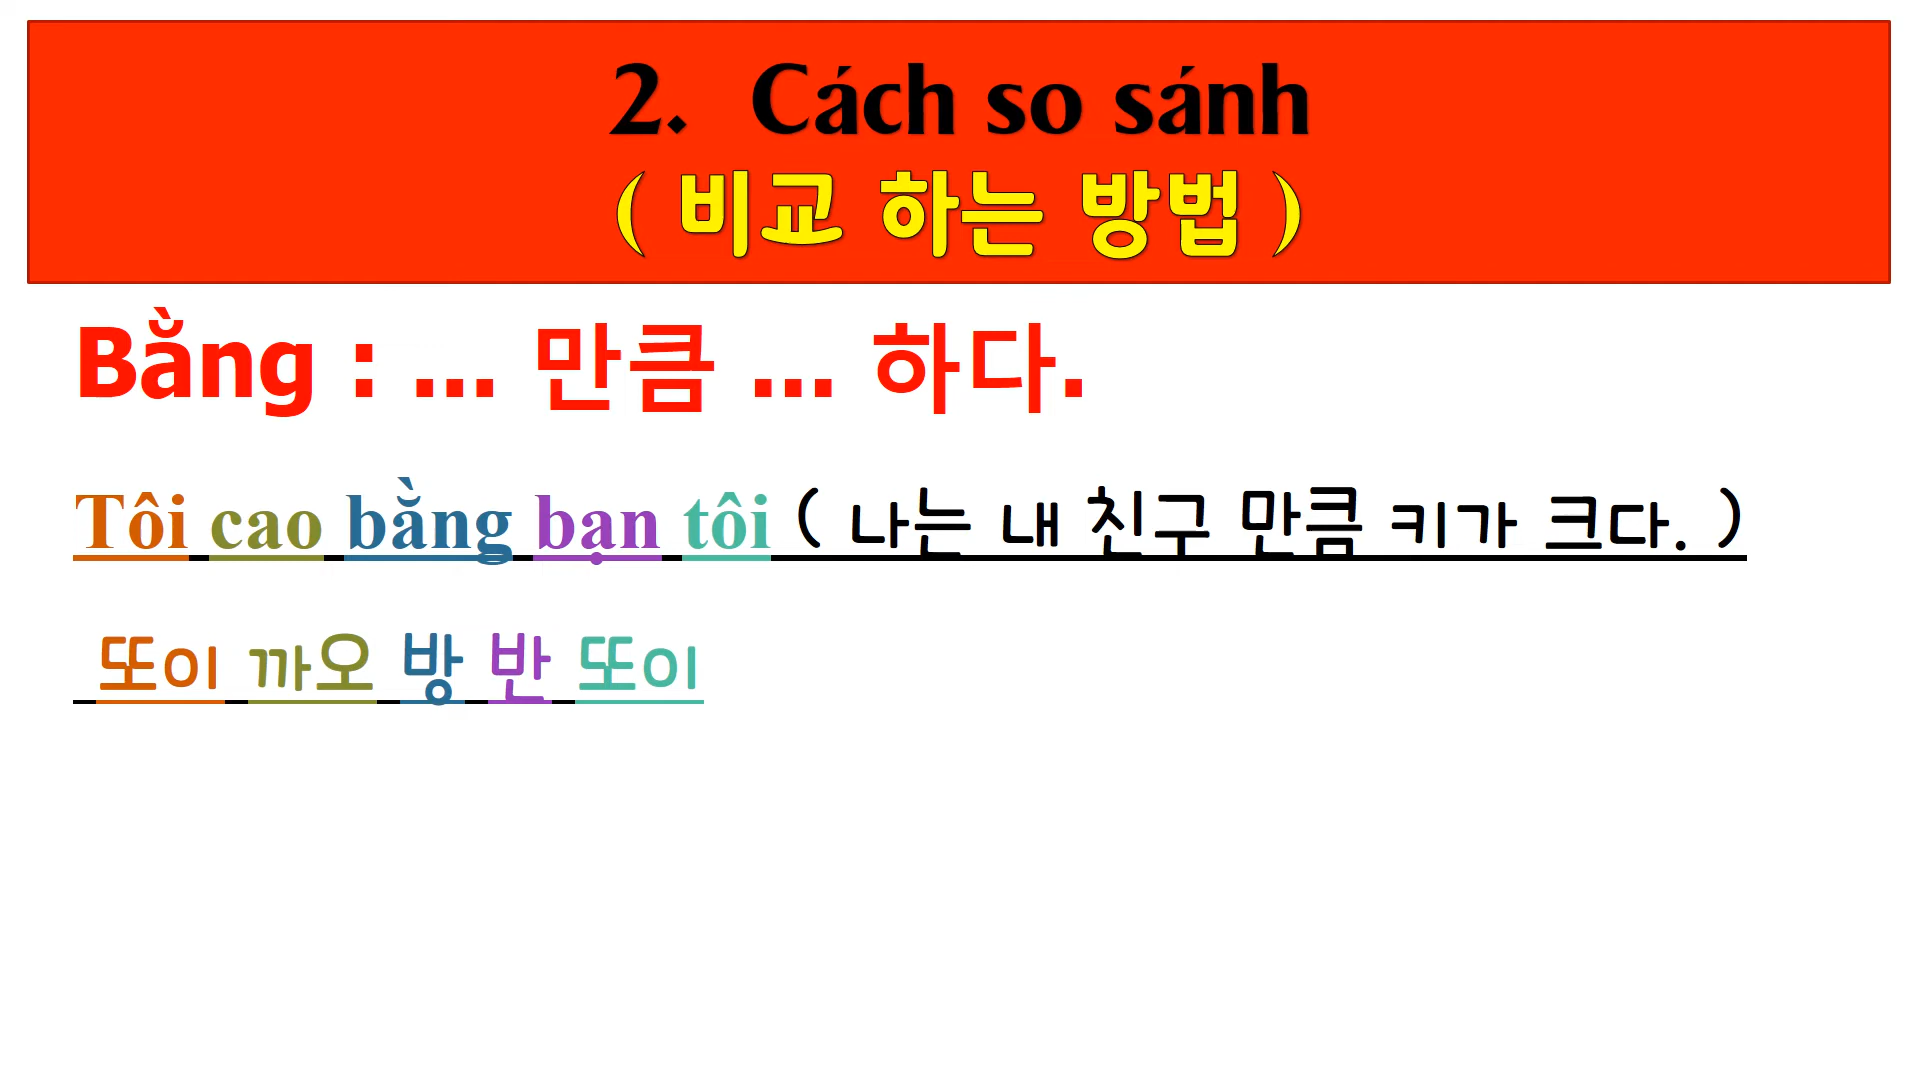 2. Cách so sánh
( 비교 하는 방법 )
Bằng : ... 만큼 ... 하다.
Tôi cao bằng bạn tôi ( 나는 내 친구 만큼 키가 크다. )
또이 까오 방 반 또이